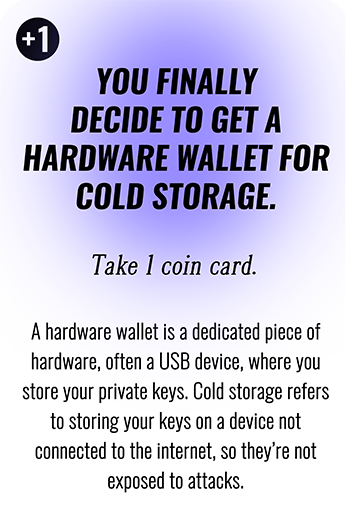 +1
YOU FINALLY
DECIDE TO GET A
HARDWARE WALLET FOR
COLD STORAGE.
Take 1 coin card.
A hardware wallet is a dedicated piece of
hardware, often a USB device, where you
store your private keys. Cold storage refers
to storing your keys on a device not
connected to the internet, so they’re not
exposed to attacks.